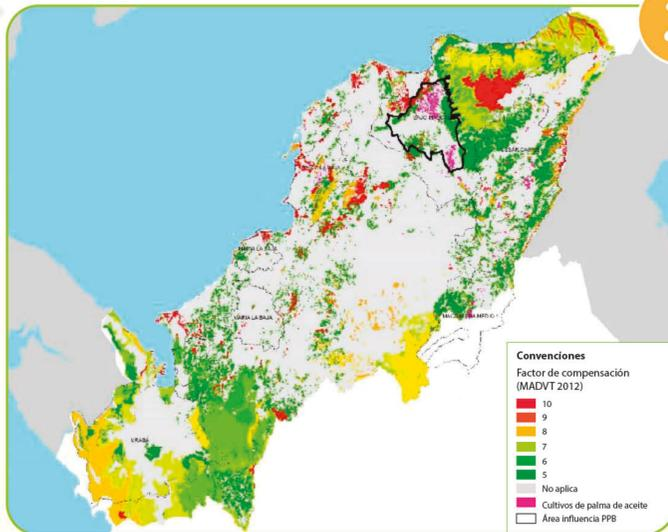 MARIA LA BAJA
URABÁ
Convenciones
Factor de compensación
(MADVT 2012)
10
9
8
7
6
5
No aplica
Cultivos de palma de aceite
Área influencia PPB